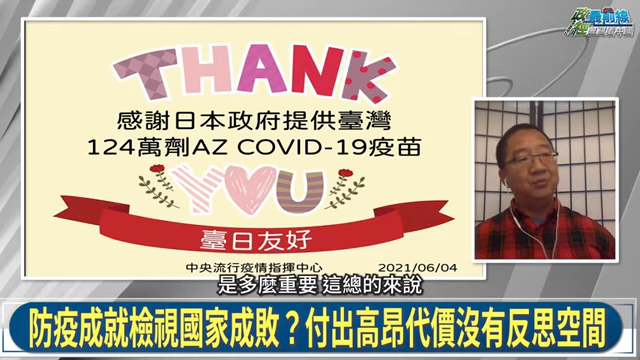 THANK
感謝日本政府提供臺灣
124萬劑AZ COVID-19疫苗
YOU
臺日友好
中央流行疫情指揮中心 2021/06/04
是多麼重要 這總的來說
防疫成就檢視國家成敗？付出高昂代價沒有反思空間
最前線